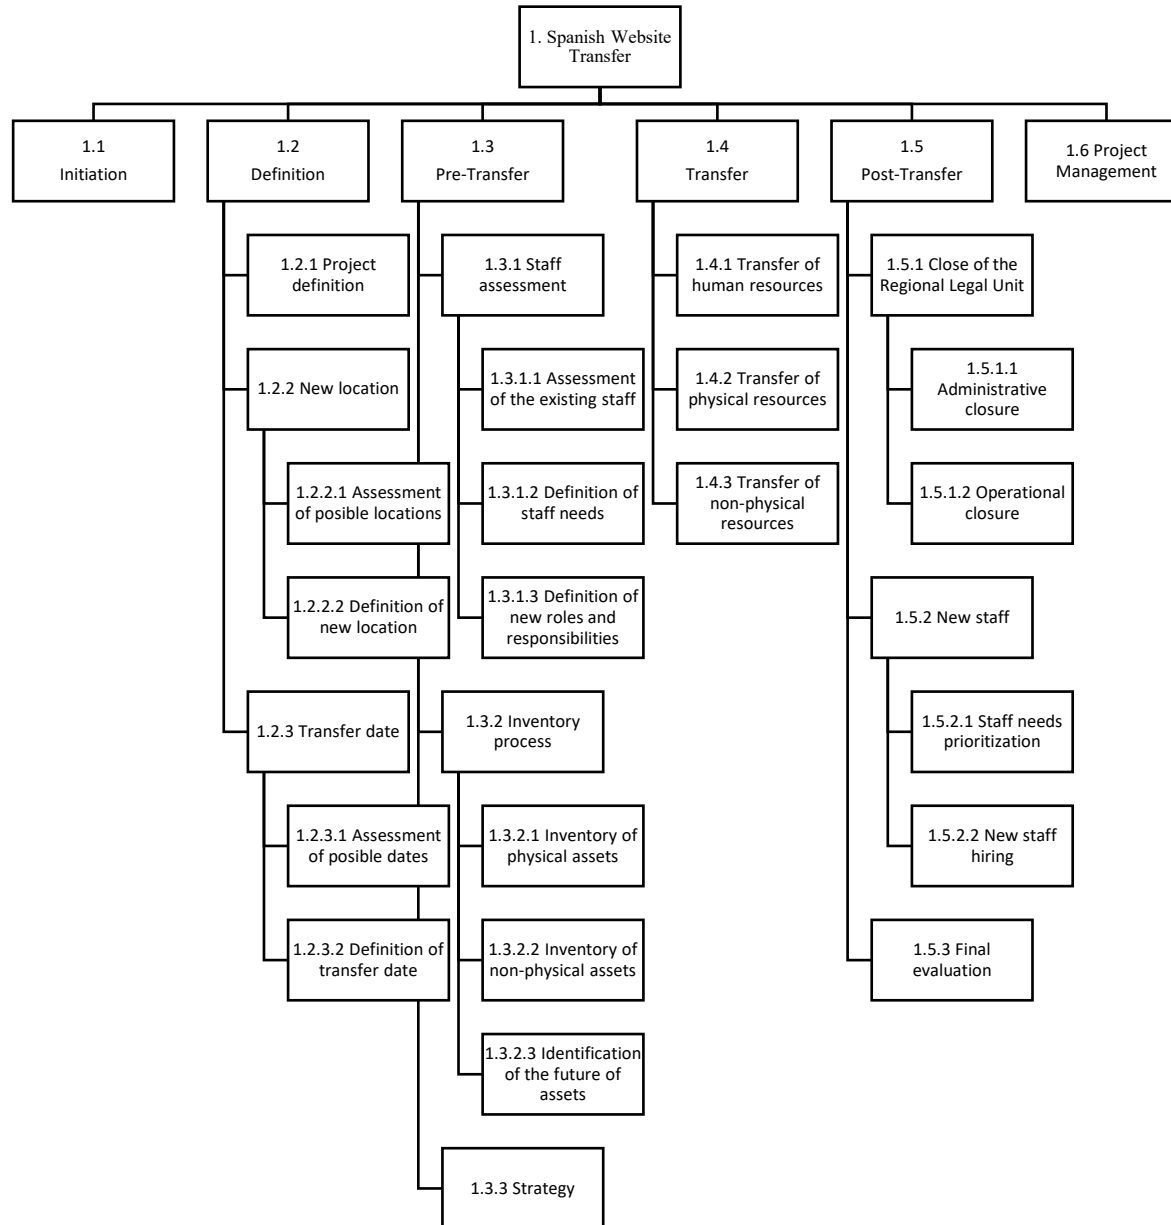 1. Spanish Website
Transfer
1.1
Initiation
1.2
Definition
1.3
Pre-Transfer
1.4
Transfer
1.5
Post-Transfer
1.6 Project
Management
1.2.1 Project
definition
1.2.2 New location
1.2.2.1 Assessment
of posible locations
1.2.2.2 Definition of
new location
1.2.3 Transfer date
1.2.3.1 Assessment
of posible dates
1.2.3.2 Definition of
transfer date
1.3.1 Staff
assessment
1.3.1.1 Assessment
of the existing staff
1.3.1.2 Definition of
staff needs
1.3.1.3 Definition of
new roles and
responsibilities
1.3.2 Inventory
process
1.3.2.1 Inventory of
physical assets
1.3.2.2 Inventory of
non-physical assets
1.3.2.3 Identification
of the future of
assets
1.3.3 Strategy
1.4.1 Transfer of
human resources
1.4.2 Transfer of
physical resources
1.4.3 Transfer of
non-physical
resources
1.5.1 Close of the
Regional Legal Unit
1.5.1.1
Administrative
closure
1.5.1.2 Operational
closure
1.5.2 New staff
1.5.2.1 Staff needs
prioritization
1.5.2.2 New staff
hiring
1.5.3 Final
evaluation